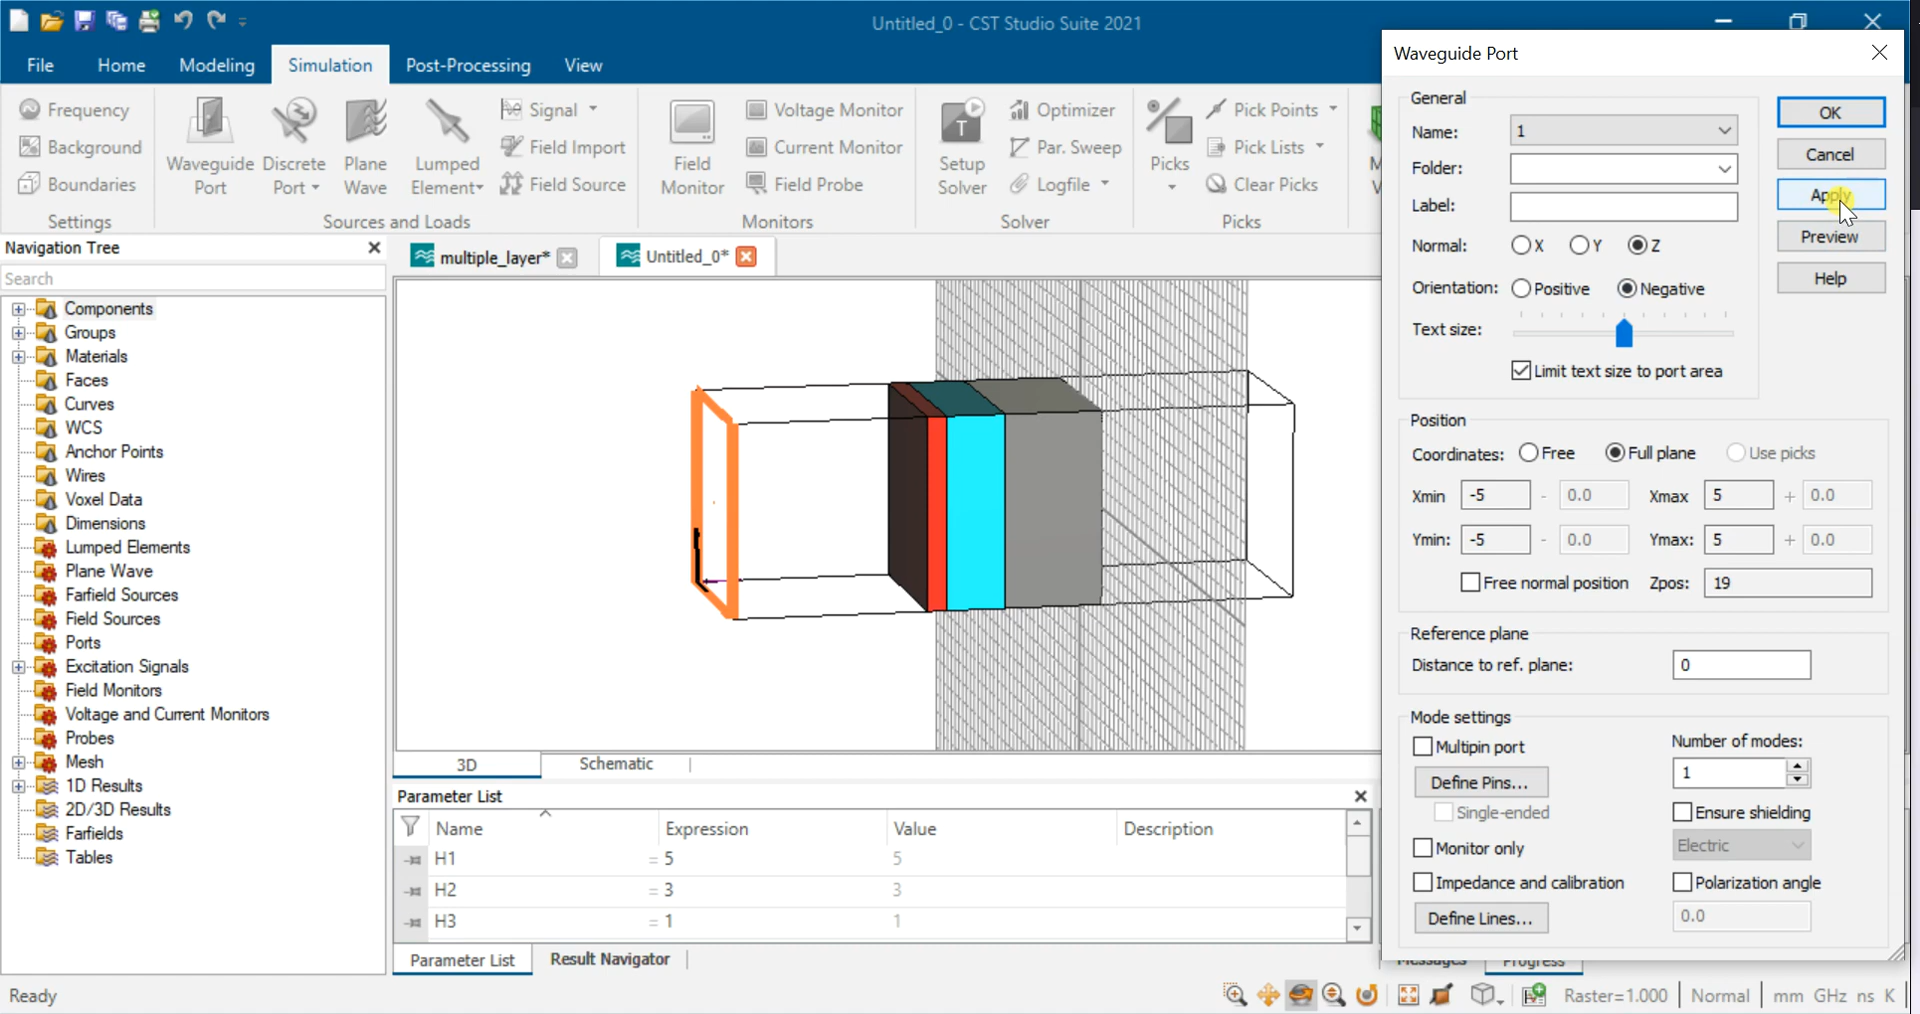 Untitled_0 - CST Studio Suite 2021
File Home Modeling Simulation Post-Processing View
Frequency
Background
Boundaries
Settings
Waveguide Port
Discrete Port
Plane Wave
Lumped Element
Signal
Field Import
Field Source
Sources and Loads
Field Monitor
Voltage Monitor
Current Monitor
Field Probe
Monitors
T
Setup Solver
Optimizer
Par. Sweep
Logfile
Solver
Picks
Pick Points
Pick Lists
Clear Picks
Picks
Navigation Tree
Search
Components
Groups
Materials
Faces
Curves
WCS
Anchor Points
Wires
Voxel Data
Dimensions
Lumped Elements
Plane Wave
Farfield Sources
Field Sources
Ports
Excitation Signals
Field Monitors
Voltage and Current Monitors
Probes
Mesh
1D Results
2D/3D Results
Farfields
Tables
multiple_layer* Untitled_0*
3D Schematic
Parameter List
Name Expression Value Description
H1 = 5 5
H2 = 3 3
H3 = 1 1
Parameter List Result Navigator
Messages Progress
Waveguide Port
General
Name: 1
Folder:
Label:
Normal: X Y Z
Orientation: Positive Negative
Text size:
Limit text size to port area
OK
Cancel
Apply
Preview
Help
Position
Coordinates: Free Full plane Use picks
Xmin -5 - 0.0 Xmax 5 + 0.0
Ymin: -5 - 0.0 Ymax: 5 + 0.0
Free normal position Zpos: 19
Reference plane
Distance to ref. plane: 0
Mode settings
Multipin port Number of modes:
Define Pins... 1
Single-ended Ensure shielding
Monitor only Electric
Impedance and calibration Polarization angle
Define Lines... 0.0
Ready
Raster=1.000 Normal mm GHz ns K